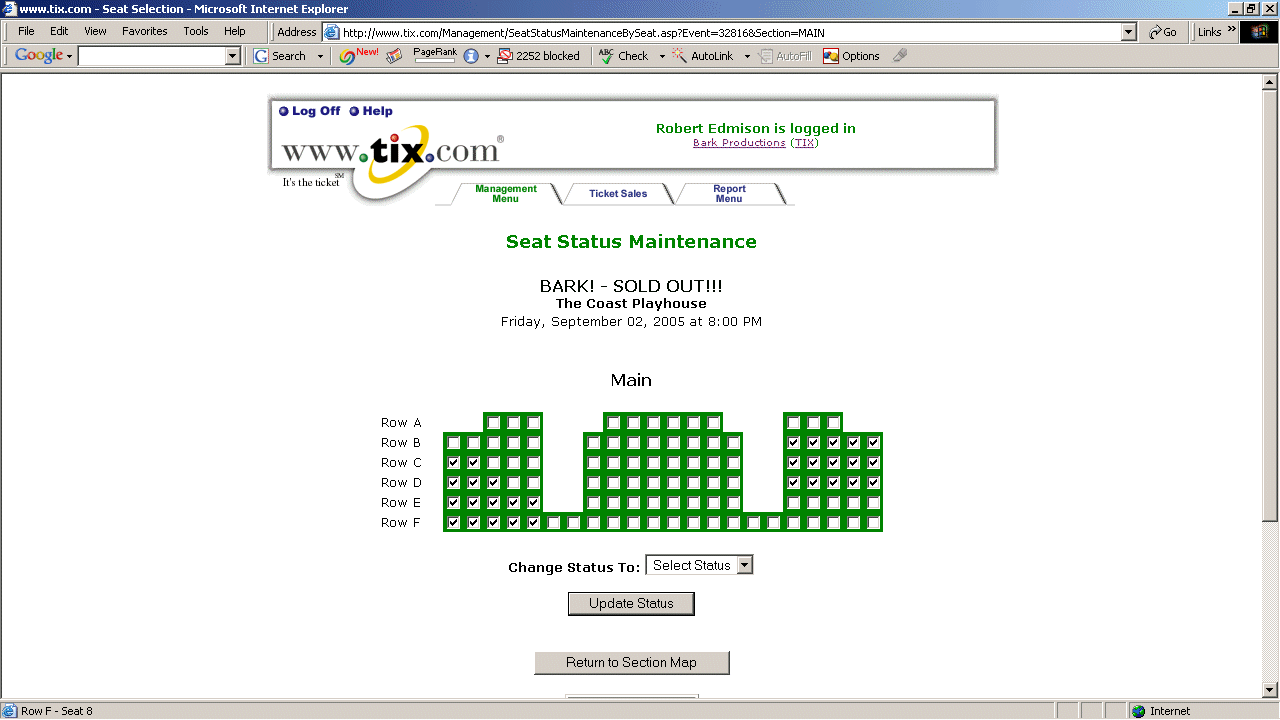 www.tix.com - Seat Selection - Microsoft Internet Explorer
File Edit View Favorites Tools Help Address http://www.tix.com/Management/SeatStatusMaintenanceBySeat.asp?Event=32816&Section=MAIN Go Links »
Google Search New! PageRank 2252 blocked ABC Check AutoLink AutoFill Options
Log Off Help
Robert Edmison is logged in
Bark Productions (TIX)
www.tix.com®
It's the ticket SM
Management Menu Ticket Sales Report Menu
Seat Status Maintenance
BARK! - SOLD OUT!!!
The Coast Playhouse
Friday, September 02, 2005 at 8:00 PM
Main
Row A
Row B
Row C
Row D
Row E
Row F
Change Status To: Select Status
Update Status
Return to Section Map
Row F - Seat 8 Internet